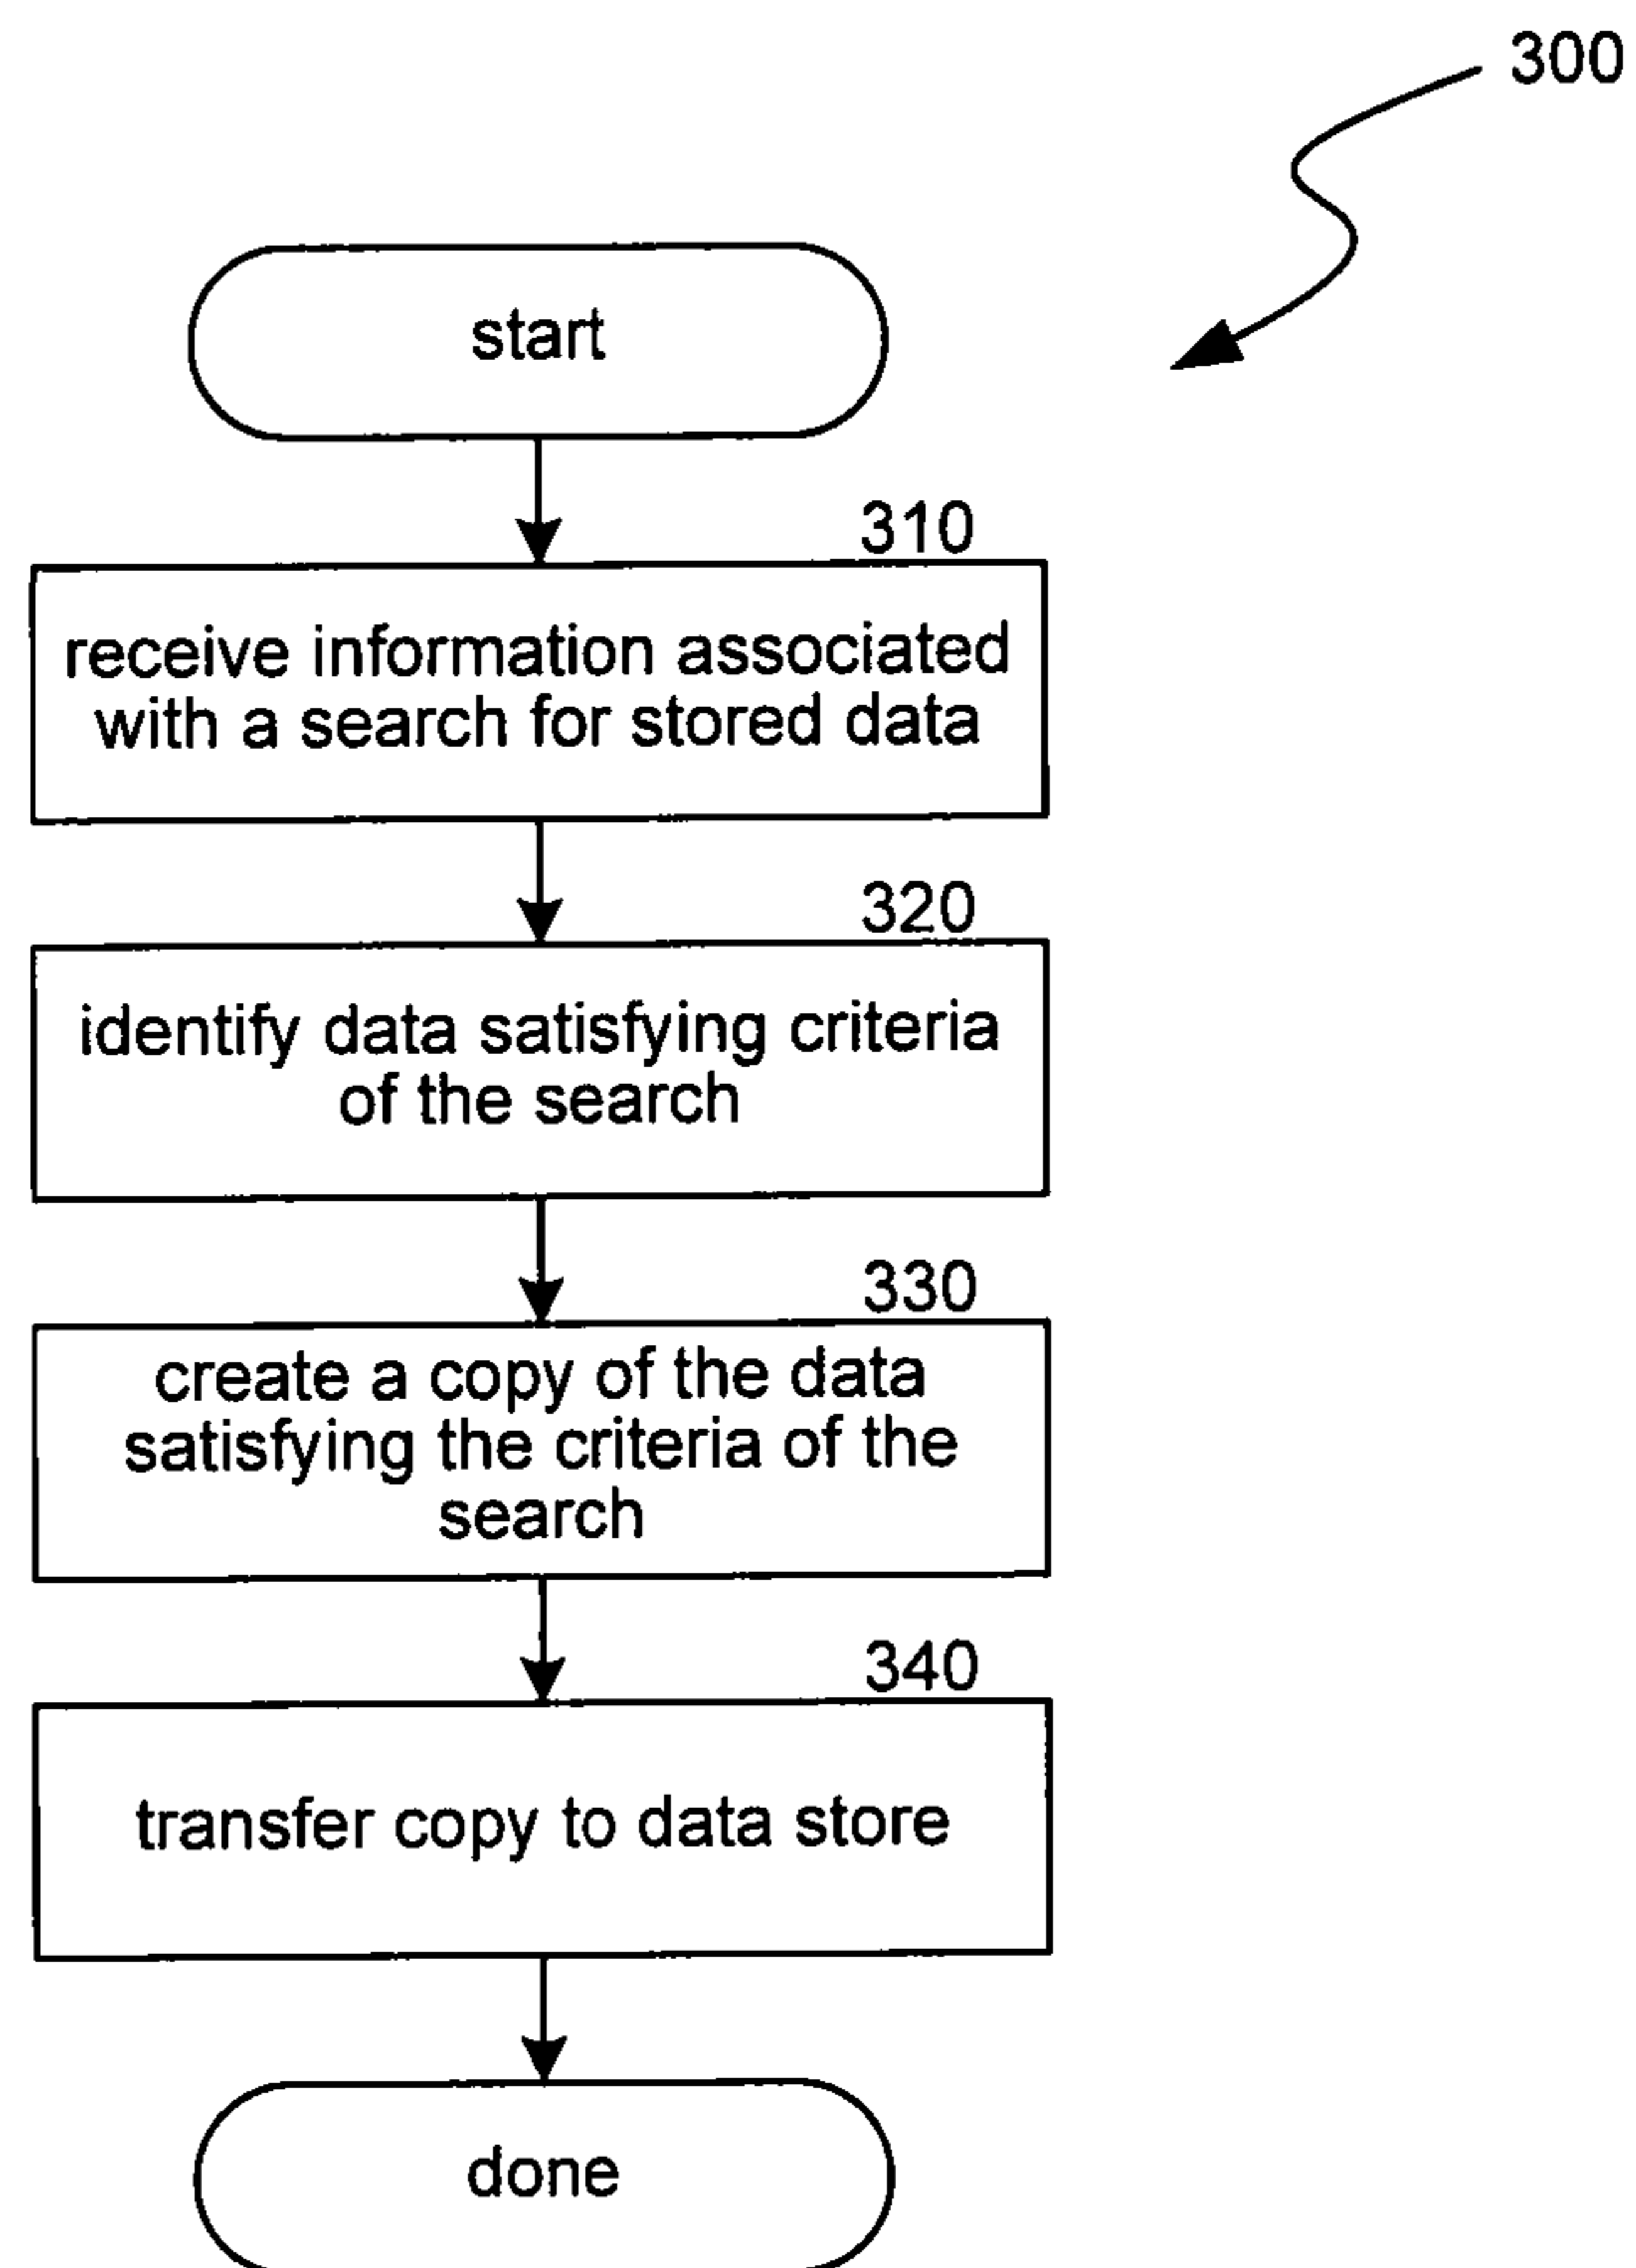 300
start
310
receive information associated
with a search for stored data
320
identify data satisfying criteria
of the search
330
create a copy of the data
satisfying the criteria of the
search
340
transfer copy to data store
done